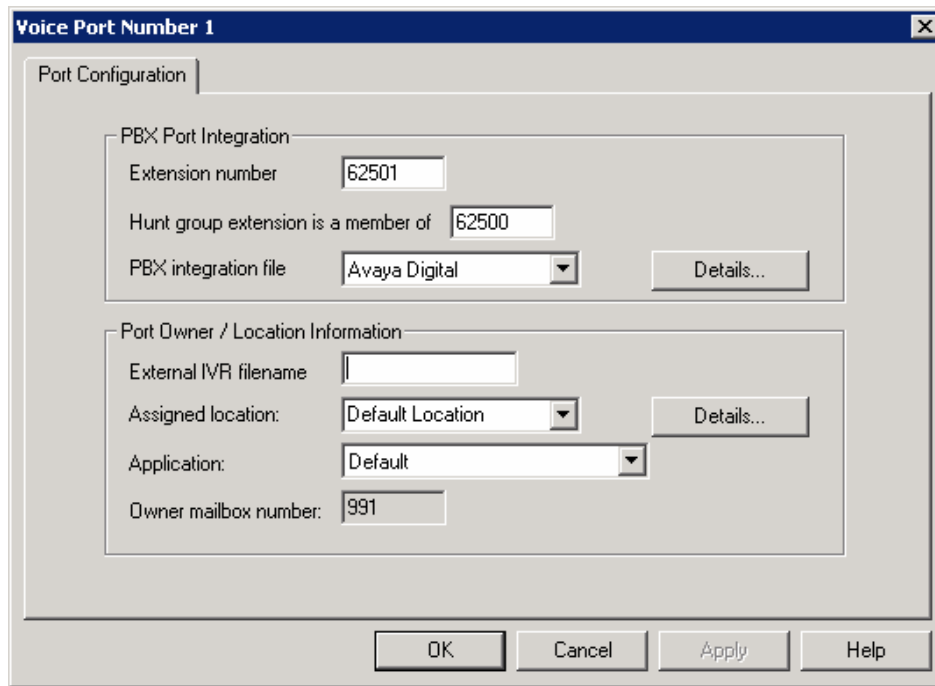 Voice Port Number 1
Port Configuration
PBX Port Integration
Extension number 62501
Hunt group extension is a member of 62500
PBX integration file Avaya Digital Details...
Port Owner / Location Information
External IVR filename
Assigned location: Default Location Details...
Application: Default
Owner mailbox number: 991
OK Cancel Apply Help